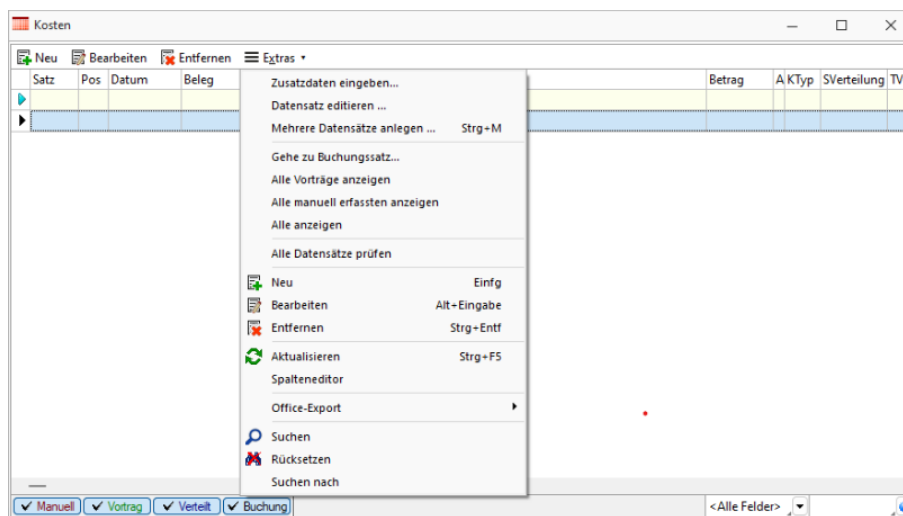 Kosten
Neu Bearbeiten Entfernen Extras
Satz Pos Datum Beleg Betrag A KTyp SVerteilung TV
Zusatzdaten eingeben...
Datensatz editieren ...
Mehrere Datensätze anlegen ... Strg+M
Gehe zu Buchungssatz...
Alle Vorträge anzeigen
Alle manuell erfassten anzeigen
Alle anzeigen
Alle Datensätze prüfen
Neu Einfg
Bearbeiten Alt+Eingabe
Entfernen Strg+Entf
Aktualisieren Strg+F5
Spalteneditor
Office-Export
Suchen
Rücksetzen
Suchen nach
Manuell Vortrag Verteilt Buchung <Alle Felder>